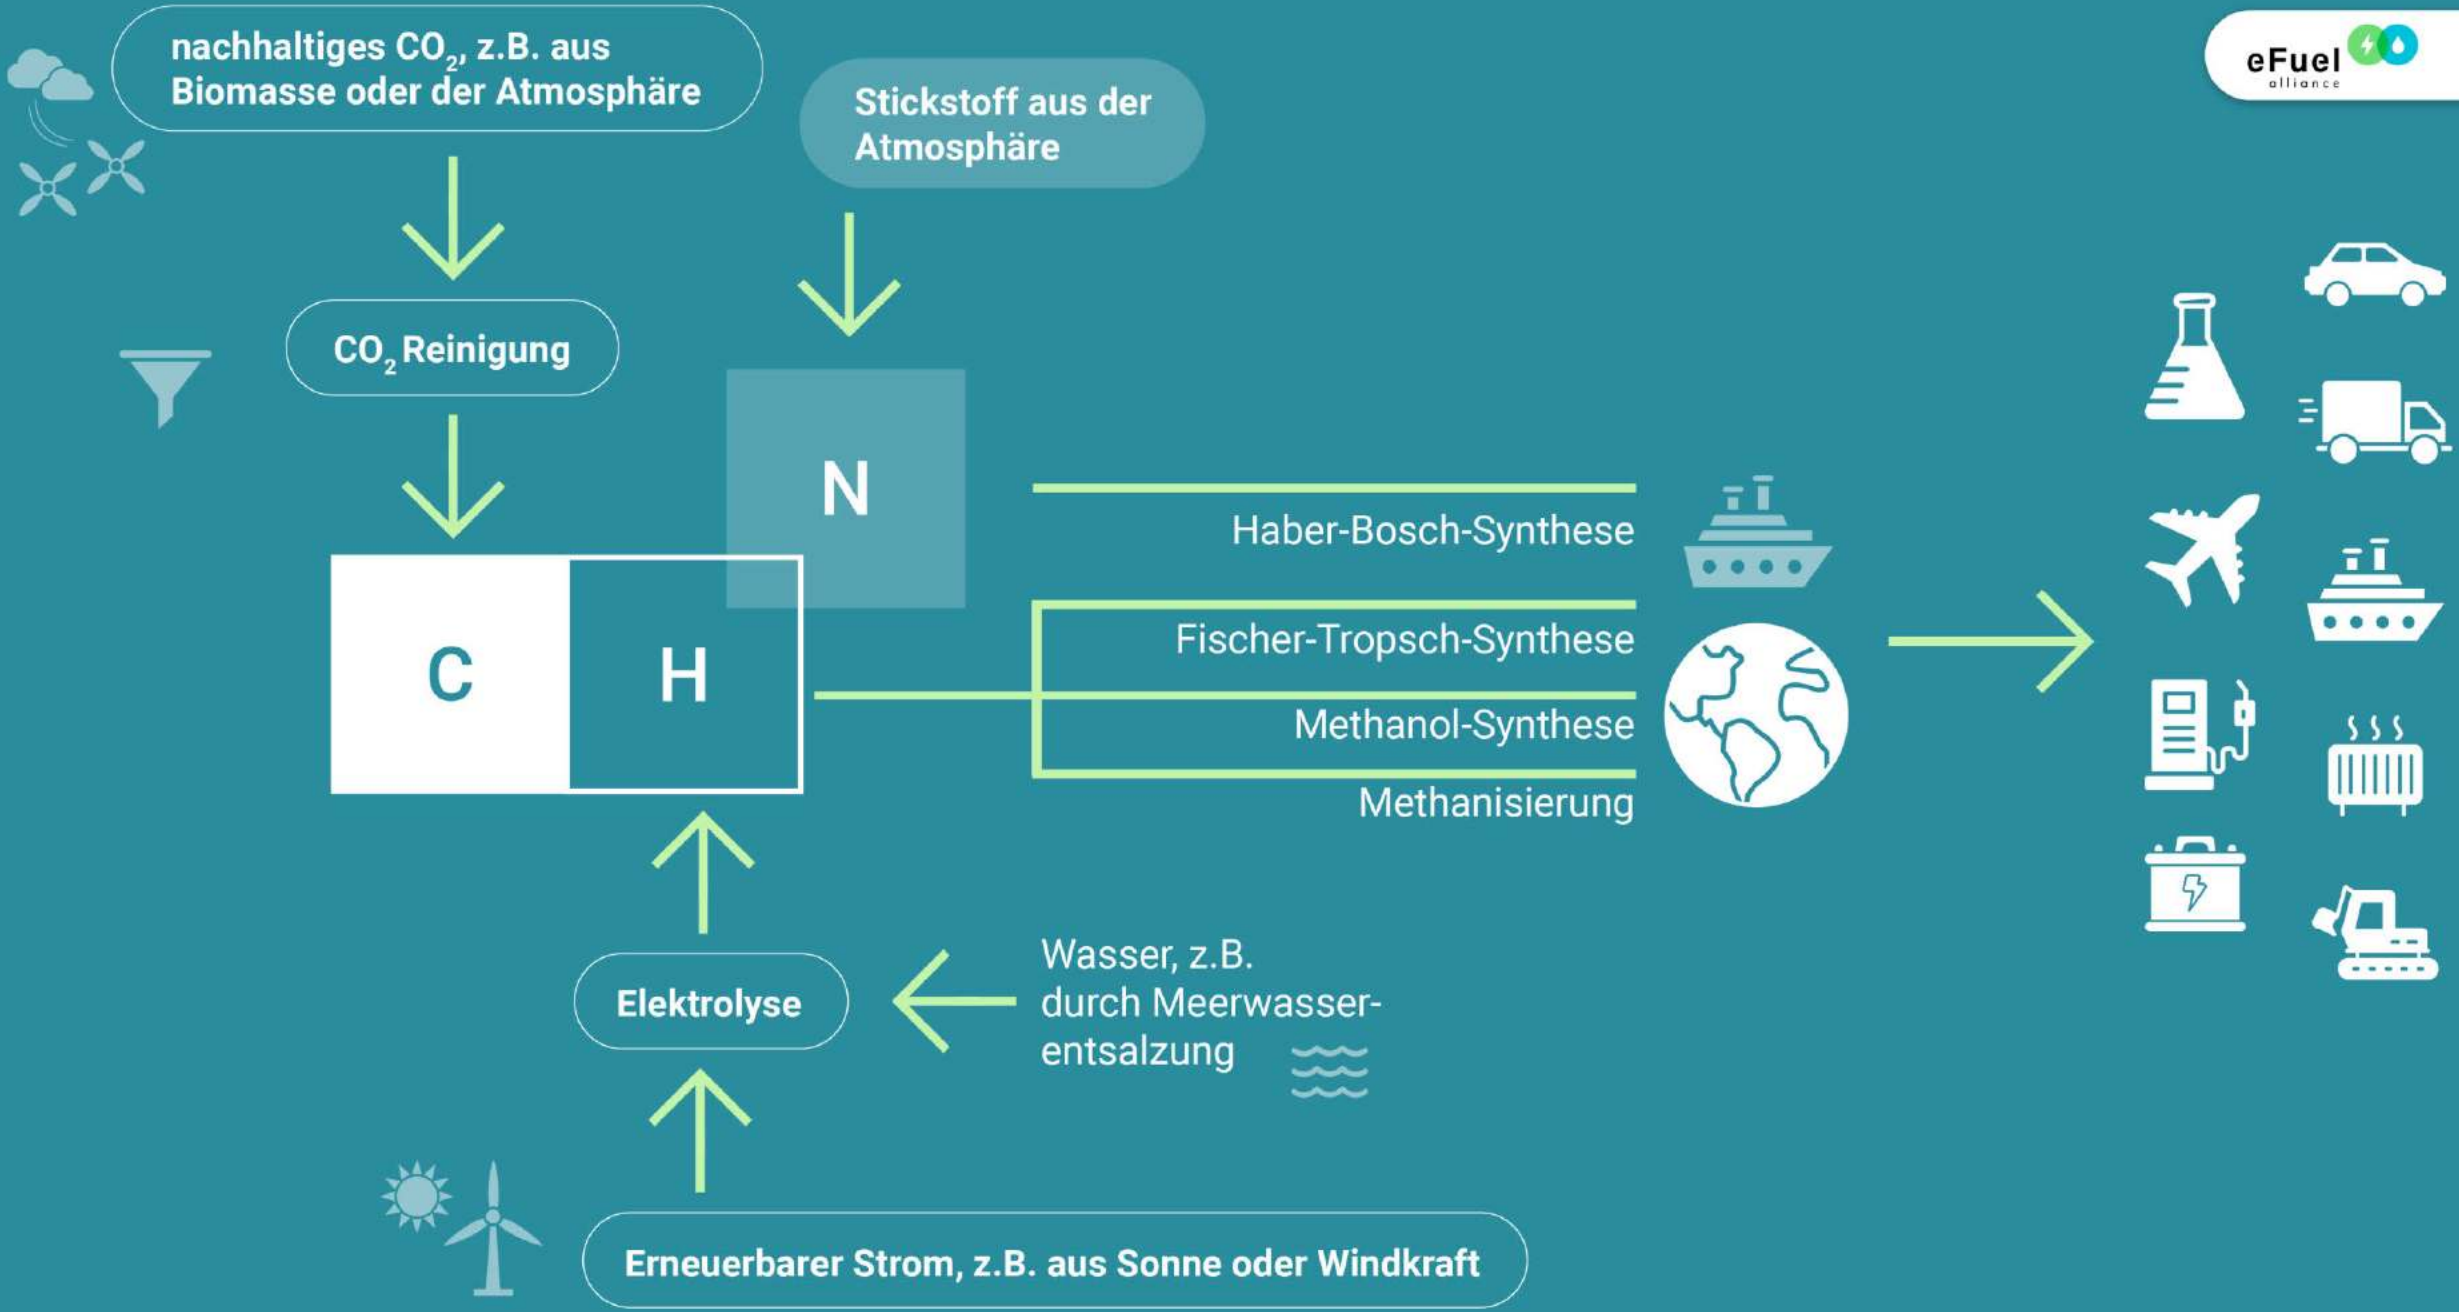 nachhaltiges CO₂, z.B. aus
Biomasse oder der Atmosphäre
Stickstoff aus der
Atmosphäre
eFuel
alliance
CO₂ Reinigung
N
C
H
Haber-Bosch-Synthese
Fischer-Tropsch-Synthese
Methanol-Synthese
Methanisierung
Elektrolyse
Wasser, z.B.
durch Meerwasser-
entsalzung
Erneuerbarer Strom, z.B. aus Sonne oder Windkraft